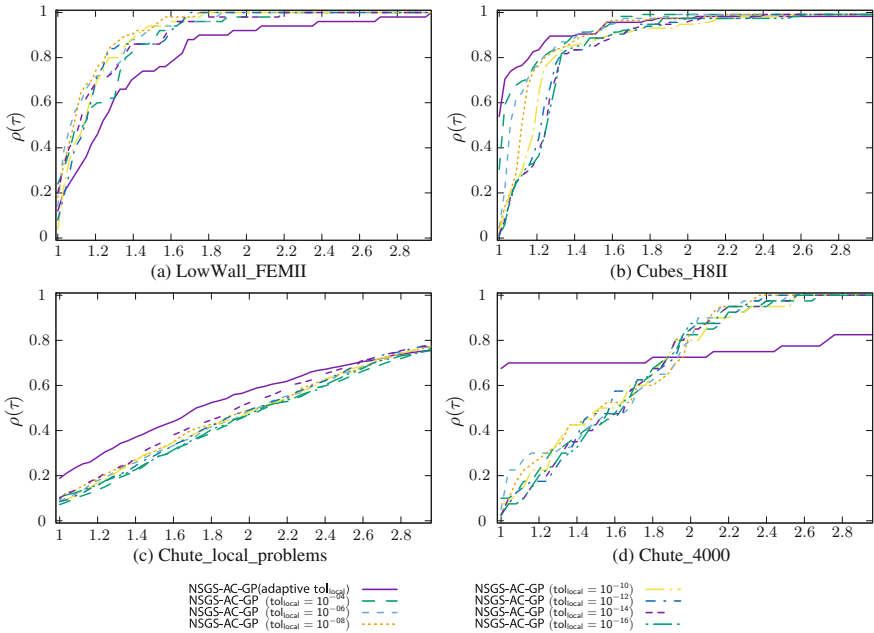 1
0.8
0.6
0.4
0.2
0
ρ(τ)
1 1.2 1.4 1.6 1.8 2 2.2 2.4 2.6 2.8
(a) LowWall_FEMII
1
0.8
0.6
0.4
0.2
0
ρ(τ)
1 1.2 1.4 1.6 1.8 2 2.2 2.4 2.6 2.8
(b) Cubes_H8II
1
0.8
0.6
0.4
0.2
0
ρ(τ)
1 1.2 1.4 1.6 1.8 2 2.2 2.4 2.6 2.8
(c) Chute_local_problems
1
0.8
0.6
0.4
0.2
0
ρ(τ)
1 1.2 1.4 1.6 1.8 2 2.2 2.4 2.6 2.8
(d) Chute_4000
NSGS-AC-GP(adaptive tol_local)
NSGS-AC-GP (tol_local = 10^-04)
NSGS-AC-GP (tol_local = 10^-06)
NSGS-AC-GP (tol_local = 10^-08)
NSGS-AC-GP (tol_local = 10^-10)
NSGS-AC-GP (tol_local = 10^-12)
NSGS-AC-GP (tol_local = 10^-14)
NSGS-AC-GP (tol_local = 10^-16)